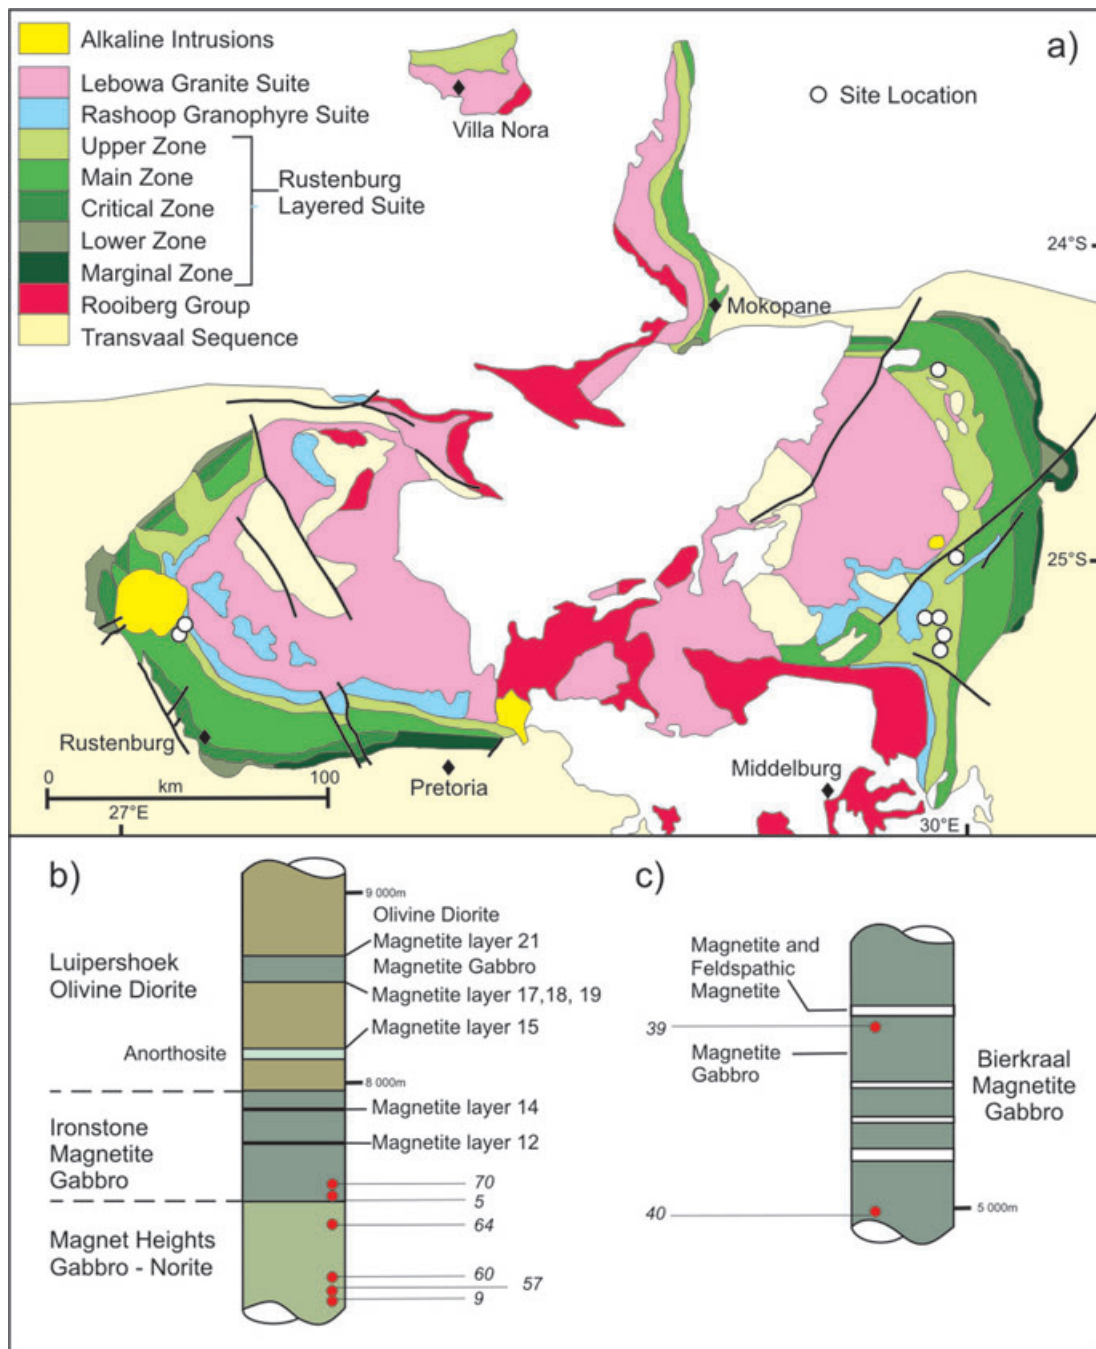 a)
Alkaline Intrusions
Lebowa Granite Suite
Rashoop Granophyre Suite
Upper Zone
Main Zone
Critical Zone
Lower Zone
Marginal Zone
Rustenburg
Layered Suite
Rooiberg Group
Transvaal Sequence
Villa Nora
Site Location
24°S
Mokopane
25°S
Rustenburg
Pretoria
Middelburg
0
100
km
27°E
30°E
b)
9 000m
Olivine Diorite
Magnetite layer 21
Magnetite Gabbro
Magnetite layer 17,18, 19
Magnetite layer 15
8 000m
Magnetite layer 14
Magnetite layer 12
70
5
64
60
57
9
Luipershoek
Olivine Diorite
Anorthosite
Ironstone
Magnetite
Gabbro
Magnet Heights
Gabbro - Norite
c)
Magnetite and
Feldspathic
Magnetite
39
Magnetite
Gabbro
40
Bierkraal
Magnetite
Gabbro
5 000m